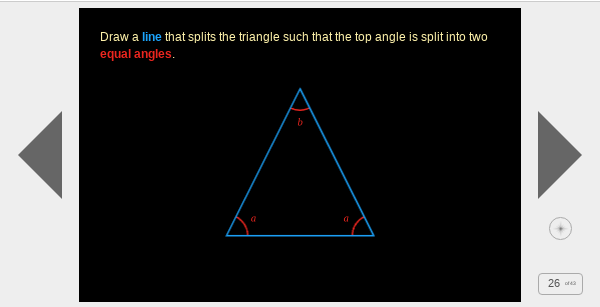 Draw a line that splits the triangle such that the top angle is split into two
equal angles.
b
a a
26 of 43